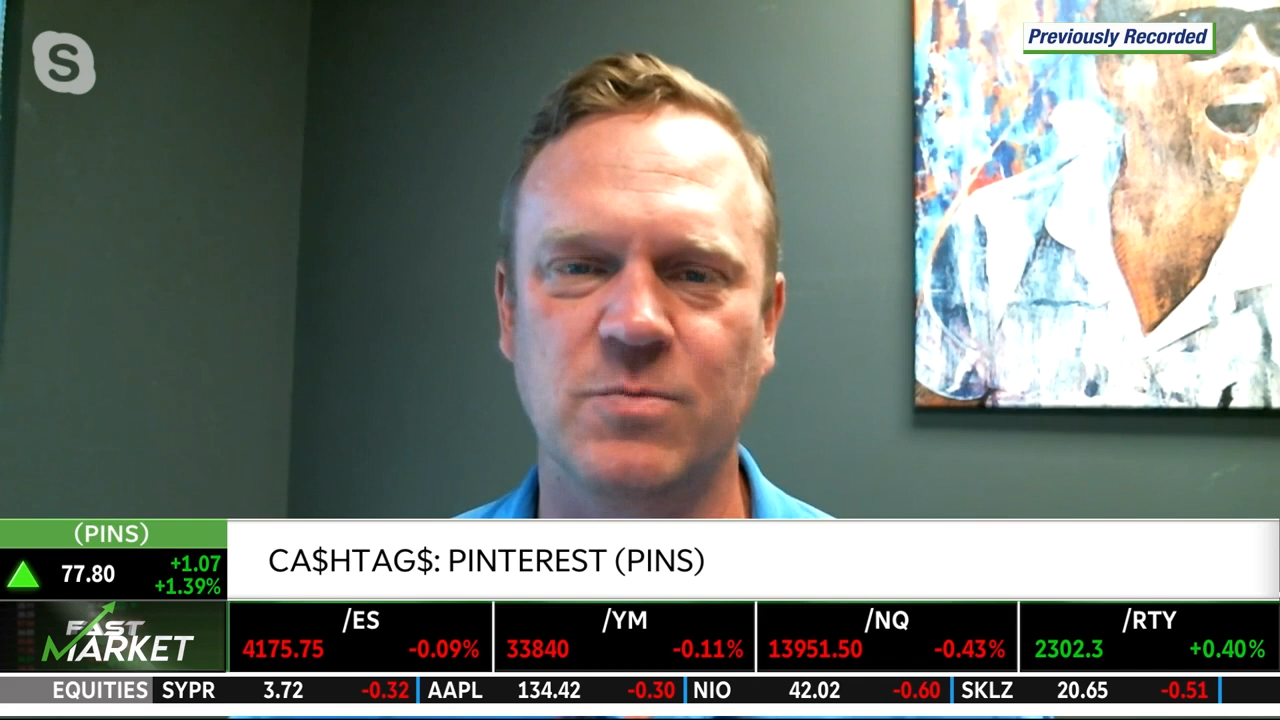 S
Previously Recorded
(PINS)
77.80
+1.07
+1.39%
CA$HTAG$: PINTEREST (PINS)
FAST
MARKET
/ES
4175.75 -0.09%
/YM
33840 -0.11%
/NQ
13951.50 -0.43%
/RTY
2302.3 +0.40%
EQUITIES SYPR 3.72 -0.32 AAPL 134.42 -0.30 NIO 42.02 -0.60 SKLZ 20.65 -0.51